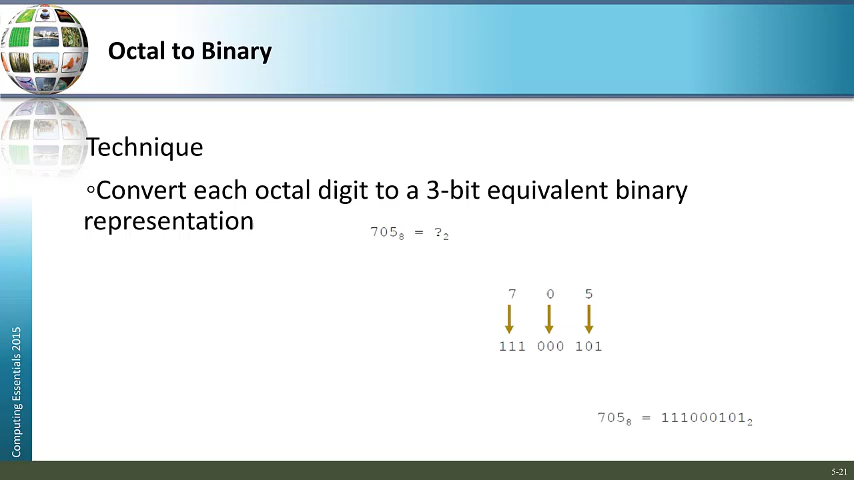 Octal to Binary
Technique
◦Convert each octal digit to a 3-bit equivalent binary
representation
705₈ = ?₂
7 0 5
111 000 101
705₈ = 111000101₂
Computing Essentials 2015
5-21